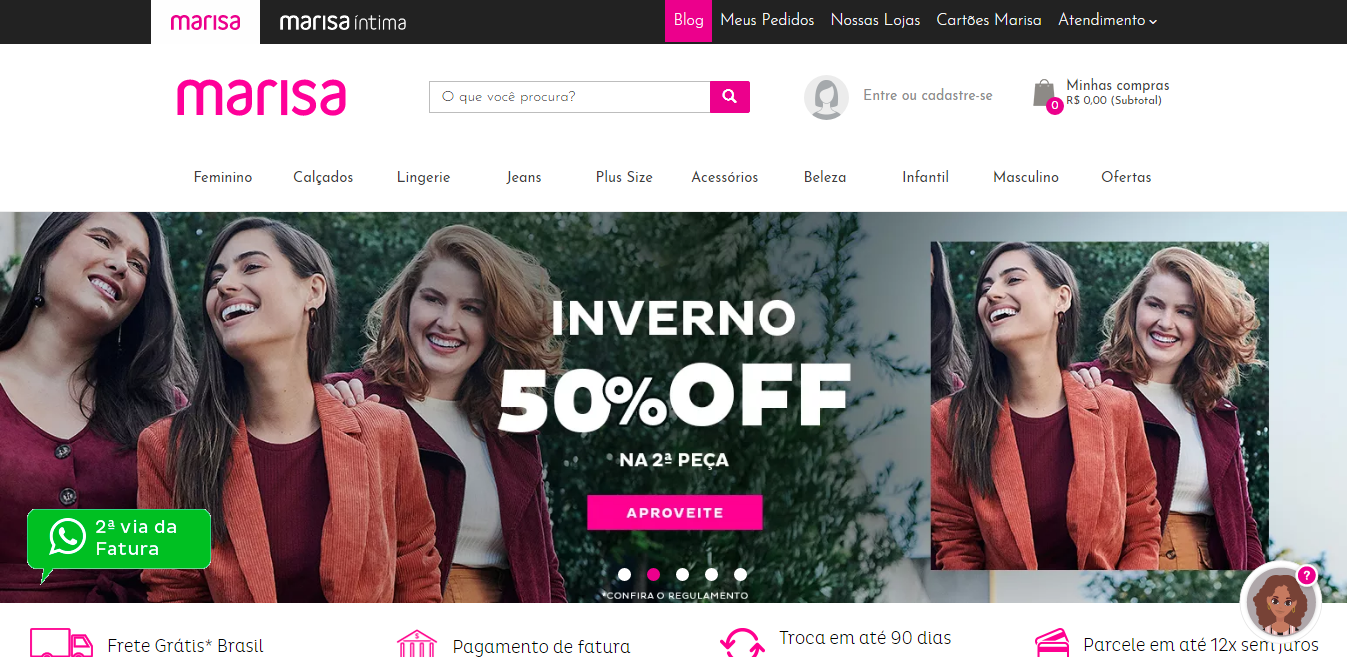 marisa
marisa íntima
Blog Meus Pedidos Nossas Lojas Cartões Marisa Atendimento
marisa
O que você procura?
Entre ou cadastre-se
Minhas compras
0
R$ 0,00 (Subtotal)
Feminino Calçados Lingerie Jeans Plus Size Acessórios Beleza Infantil Masculino Ofertas
INVERNO
50%OFF
NA 2ª PEÇA
APROVEITE
2ª via da
Fatura
*CONFIRA O REGULAMENTO
?
Frete Grátis* Brasil
Pagamento de fatura
Troca em até 90 dias
Parcele em até 12x sem juros